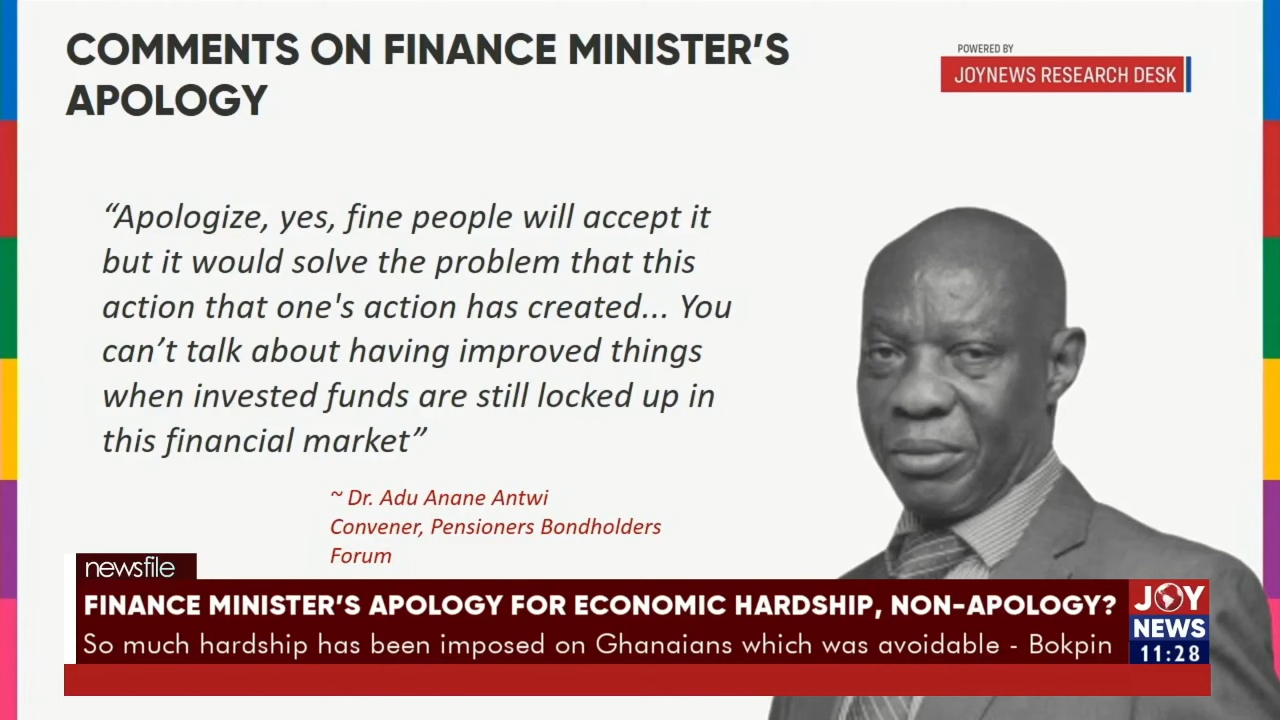 COMMENTS ON FINANCE MINISTER’S
APOLOGY
POWERED BY
JOYNEWS RESEARCH DESK
“Apologize, yes, fine people will accept it
but it would solve the problem that this
action that one's action has created... You
can’t talk about having improved things
when invested funds are still locked up in
this financial market”
~ Dr. Adu Anane Antwi
Convener, Pensioners Bondholders
Forum
newsfile
FINANCE MINISTER’S APOLOGY FOR ECONOMIC HARDSHIP, NON-APOLOGY?
So much hardship has been imposed on Ghanaians which was avoidable - Bokpin
JOY
NEWS
11:28